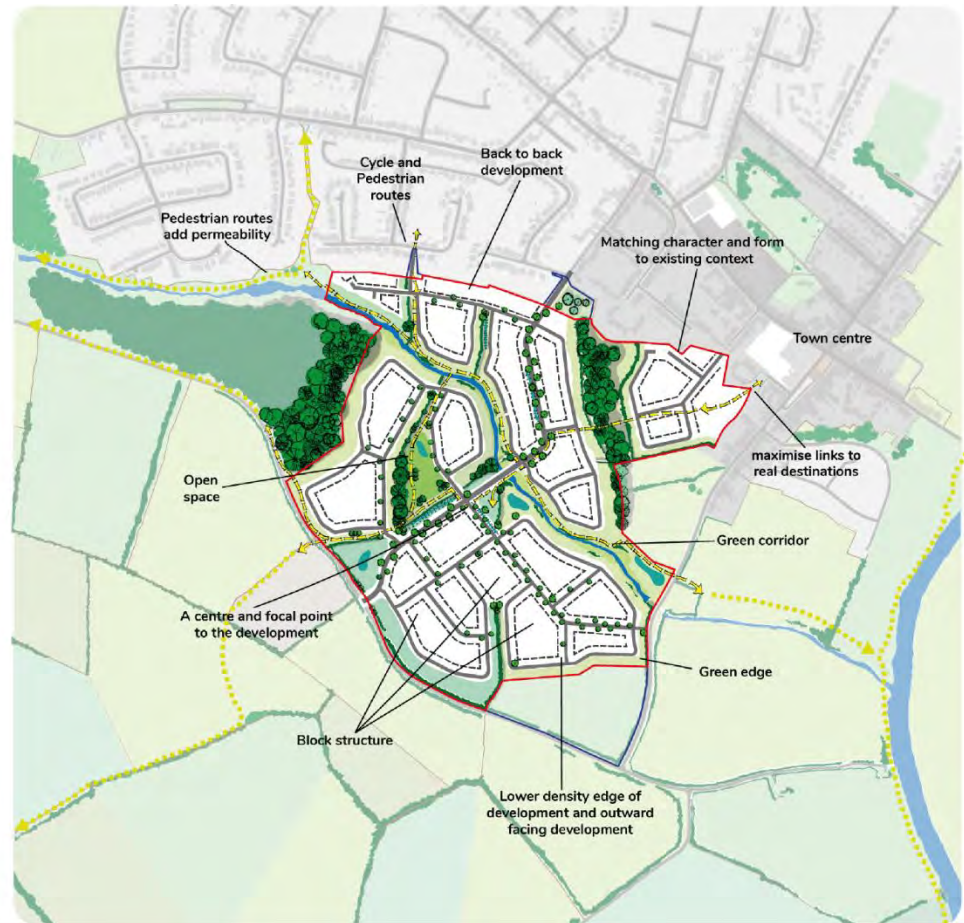 Cycle and
Pedestrian
routes
Back to back
development
Pedestrian routes
add permeability
Matching character and form
to existing context
Town centre
maximise links to
real destinations
Open
space
Green corridor
A centre and focal point
to the development
Green edge
Block structure
Lower density edge of
development and outward
facing development